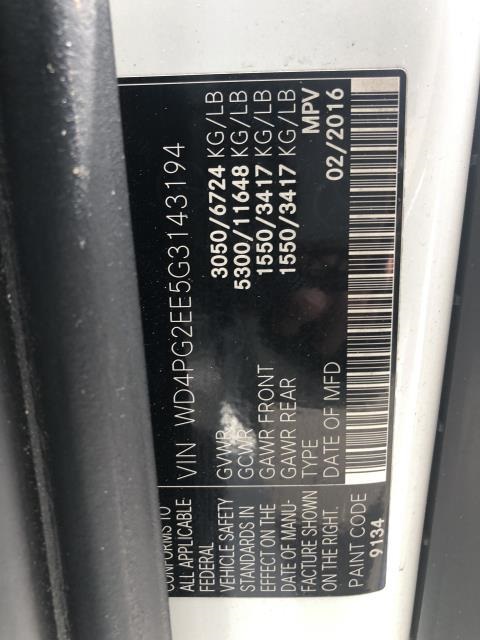 CONFORMS TO
ALL APPLICABLE
FEDERAL
VEHICLE SAFETY
STANDARDS IN
EFFECT ON THE
DATE OF MANU-
FACTURE SHOWN
ON THE RIGHT.
PAINT CODE
9134
VIN WD4PG2EE5G3143194
GVWR 3050/6724 KG/LB
GCWR 5300/11648 KG/LB
GAWR FRONT 1550/3417 KG/LB
GAWR REAR 1550/3417 KG/LB
TYPE MPV
DATE OF MFD 02/2016